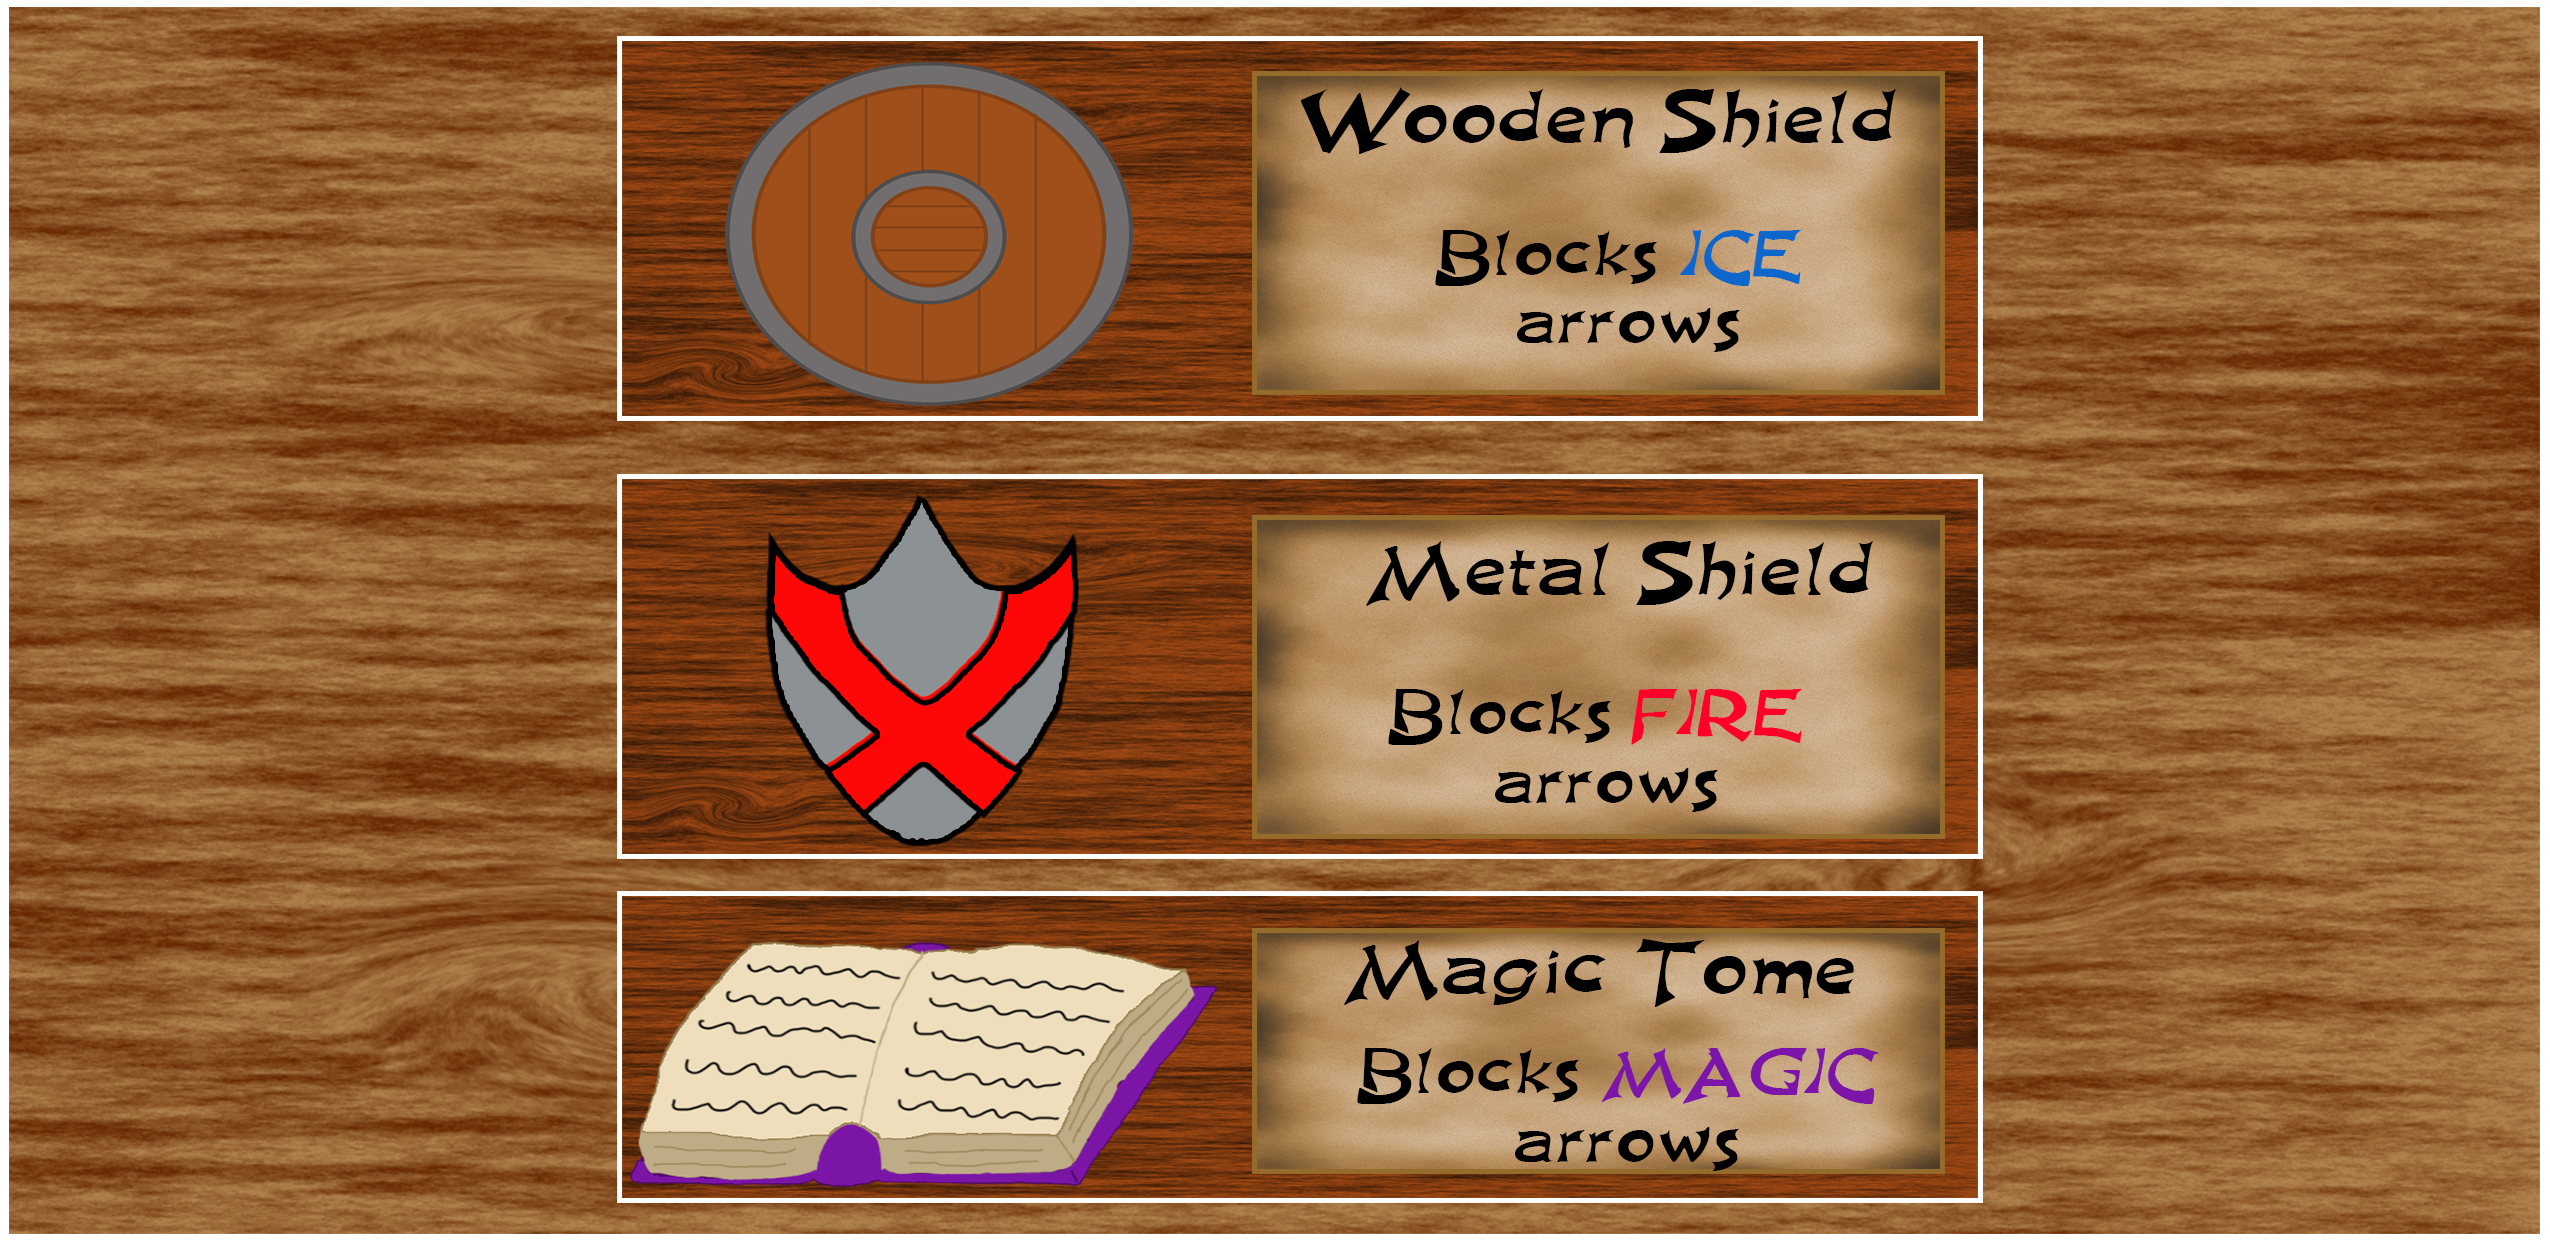 Wooden Shield
Blocks ICE
arrows
Metal Shield
Blocks FIRE
arrows
Magic Tome
Blocks MAGIC
arrows